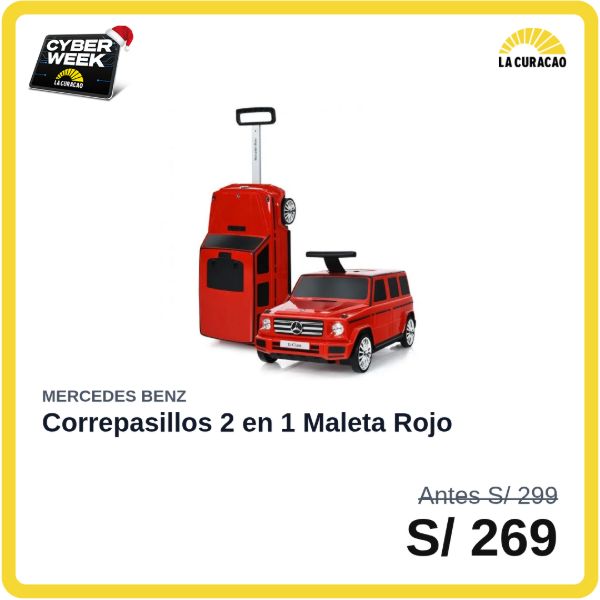 CYBER
WEEK
LA CURACAO
LA CURACAO
MERCEDES BENZ
Correpasillos 2 en 1 Maleta Rojo
Antes S/ 299
S/ 269